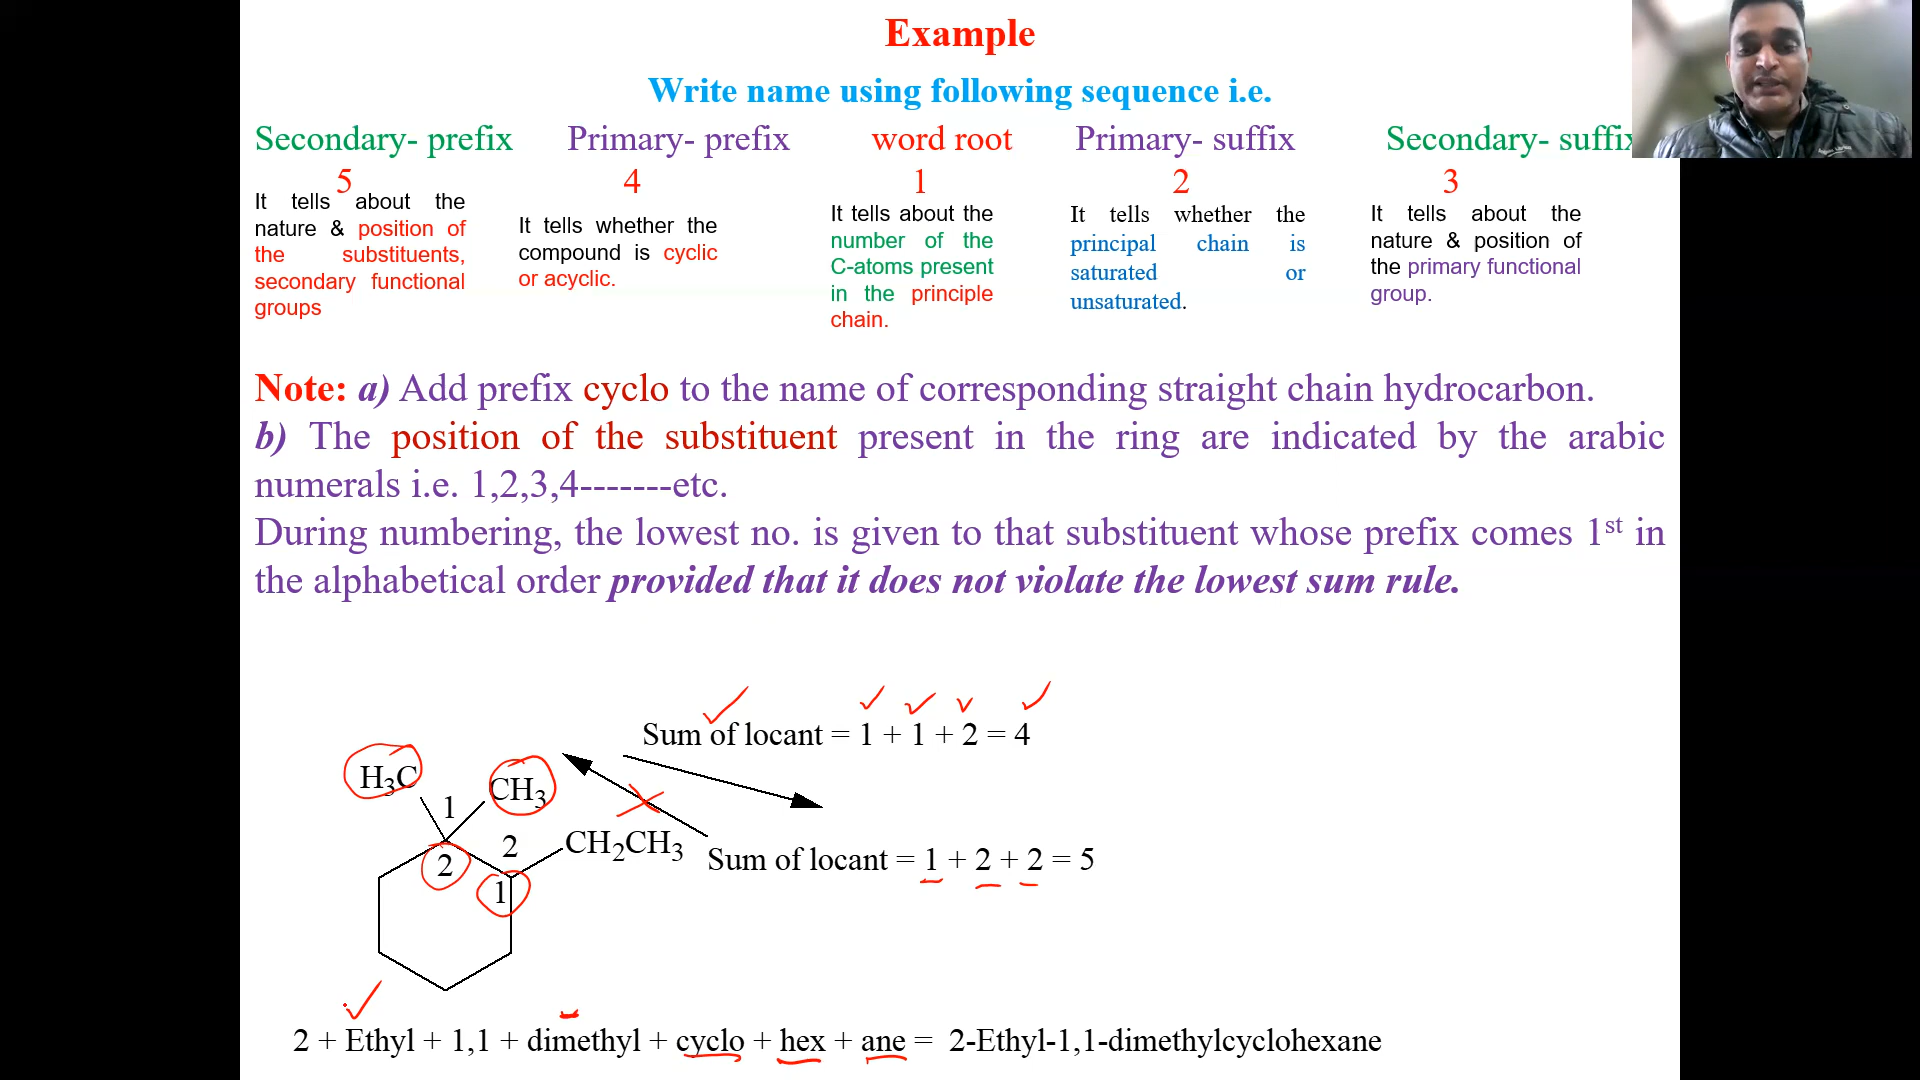 Example
Write name using following sequence i.e.
Secondary- prefix Primary- prefix word root Primary- suffix Secondary- suffix
5 4 1 2 3
It tells about the
nature & position of
the substituents,
secondary functional
groups
It tells whether the
compound is cyclic
or acyclic.
It tells about the
number of the
C-atoms present
in the principle
chain.
It tells whether the
principal chain is
saturated or
unsaturated.
It tells about the
nature & position of
the primary functional
group.
Note: a) Add prefix cyclo to the name of corresponding straight chain hydrocarbon.
b) The position of the substituent present in the ring are indicated by the arabic
numerals i.e. 1,2,3,4-------etc.
During numbering, the lowest no. is given to that substituent whose prefix comes 1st in
the alphabetical order provided that it does not violate the lowest sum rule.
Sum of locant = 1 + 1 + 2 = 4
H3C CH3
1
2 CH2CH3
2
1
Sum of locant = 1 + 2 + 2 = 5
2 + Ethyl + 1,1 + dimethyl + cyclo + hex + ane = 2-Ethyl-1,1-dimethylcyclohexane